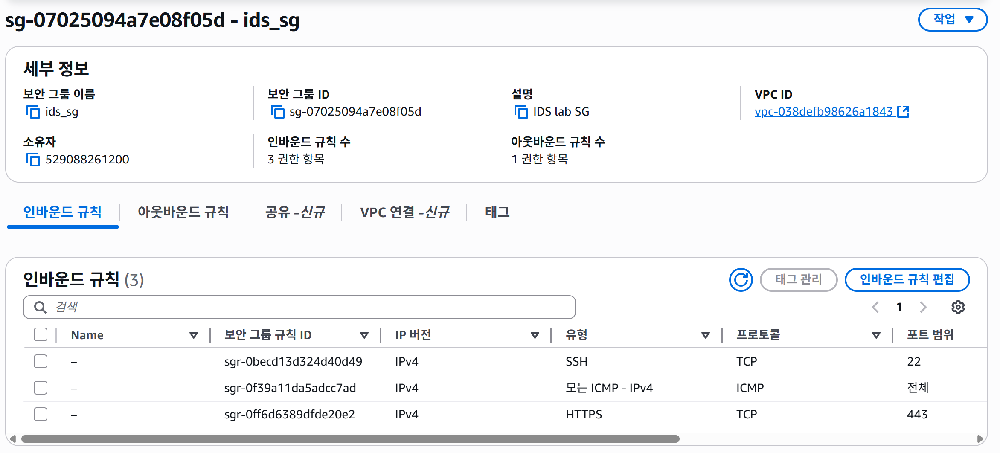 sg-07025094a7e08f05d - ids_sg
작업
세부 정보
보안 그룹 이름
ids_sg
보안 그룹 ID
sg-07025094a7e08f05d
설명
IDS lab SG
VPC ID
vpc-038defb98626a1843
소유자
529088261200
인바운드 규칙 수
3 권한 항목
아웃바운드 규칙 수
1 권한 항목
인바운드 규칙 아웃바운드 규칙 공유 -신규 VPC 연결 -신규 태그
인바운드 규칙 (3)
태그 관리 인바운드 규칙 편집
검색
1
Name 보안 그룹 규칙 ID IP 버전 유형 프로토콜 포트 범위
– sgr-0becd13d324d40d49 IPv4 SSH TCP 22
– sgr-0f39a11da5adcc7ad IPv4 모든 ICMP - IPv4 ICMP 전체
– sgr-0ff6d6389dfde20e2 IPv4 HTTPS TCP 443